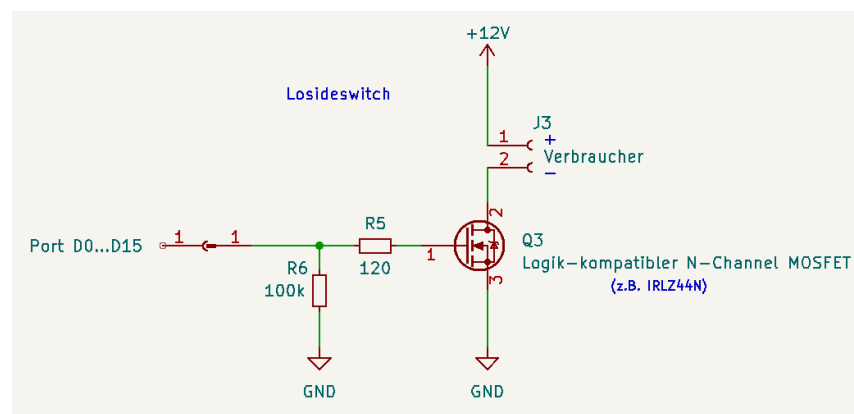 +12V
Losideswitch
J3
1 +
2 Verbraucher
−
Port D0...D15 1 1
R5
120
R6
100k
2
1
3
Q3
Logik-kompatibler N-Channel MOSFET
(z.B. IRLZ44N)
GND GND